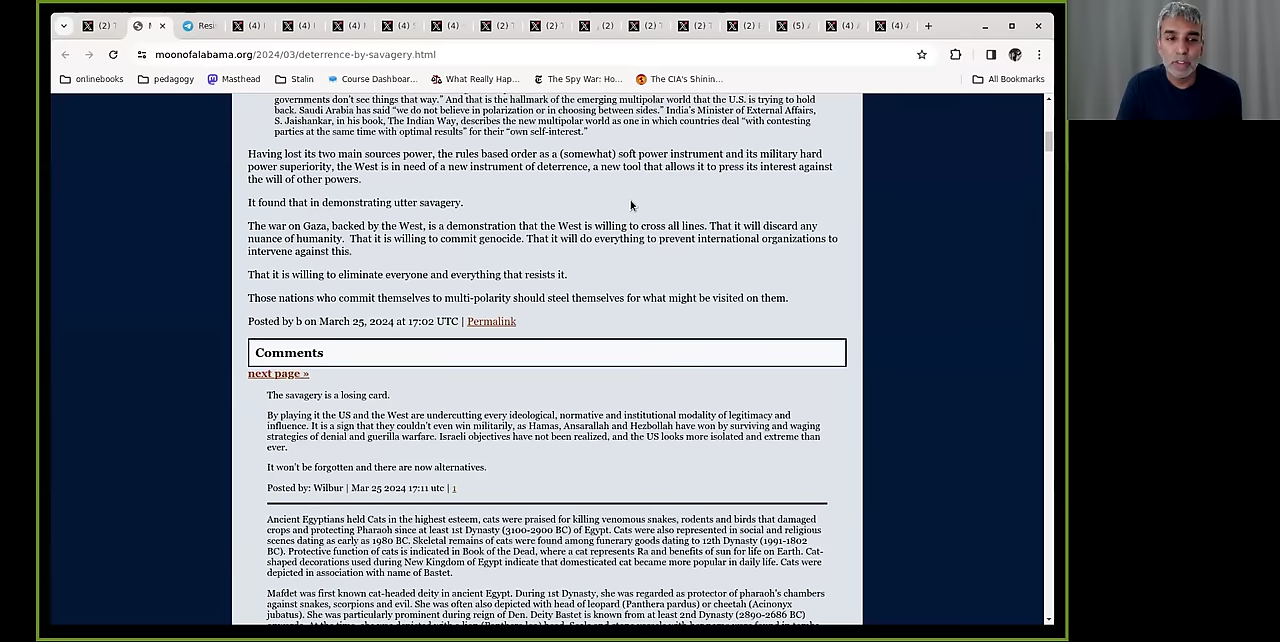 (2) T
Resi
(4)
(4)
(4)
(4)
(4)
(2) T
(2) T
(2)
(2) T
(2) T
(2)
(5)
(4)
(4)
moonofalabama.org/2024/03/deterrence-by-savagery.html
onlinebooks
pedagogy
Masthead
Stalin
Course Dashboar...
What Really Hap...
The Spy War: Ho...
The CIA's Shinin...
All Bookmarks
governments don't see things that way." And that is the hallmark of the emerging multipolar world that the U.S. is trying to hold
back. Saudi Arabia has said "we do not believe in polarization or in choosing between sides." India's Minister of External Affairs,
S. Jaishankar, in his book, The Indian Way, describes the new multipolar world as one in which countries deal "with contesting
parties at the same time with optimal results" for their "own self-interest."
Having lost its two main sources power, the rules based order as a (somewhat) soft power instrument and its military hard
power superiority, the West is in need of a new instrument of deterrence, a new tool that allows it to press its interest against
the will of other powers.
It found that in demonstrating utter savagery.
The war on Gaza, backed by the West, is a demonstration that the West is willing to cross all lines. That it will discard any
nuance of humanity. That it is willing to commit genocide. That it will do everything to prevent international organizations to
intervene against this.
That it is willing to eliminate everyone and everything that resists it.
Those nations who commit themselves to multi-polarity should steel themselves for what might be visited on them.
Posted by b on March 25, 2024 at 17:02 UTC | Permalink
Comments
next page »
The savagery is a losing card.
By playing it the US and the West are undercutting every ideological, normative and institutional modality of legitimacy and
influence. It is a sign that they couldn't even win militarily, as Hamas, Ansarallah and Hezbollah have won by surviving and waging
strategies of denial and guerilla warfare. Israeli objectives have not been realized, and the US looks more isolated and extreme than
ever.
It won't be forgotten and there are now alternatives.
Posted by: Wilbur | Mar 25 2024 17:11 utc | 1
Ancient Egyptians held Cats in the highest esteem, cats were praised for killing venomous snakes, rodents and birds that damaged
crops and protecting Pharaoh since at least 1st Dynasty (3100-2900 BC) of Egypt. Cats were also represented in social and religious
scenes dating as early as 1980 BC. Skeletal remains of cats were found among funerary goods dating to 12th Dynasty (1991-1802
BC). Protective function of cats is indicated in Book of the Dead, where a cat represents Ra and benefits of sun for life on Earth. Cat-
shaped decorations used during New Kingdom of Egypt indicate that domesticated cat became more popular in daily life. Cats were
depicted in association with name of Bastet.
Mafdet was first known cat-headed deity in ancient Egypt. During 1st Dynasty, she was regarded as protector of pharaoh's chambers
against snakes, scorpions and evil. She was often also depicted with head of leopard (Panthera pardus) or cheetah (Acinonyx
jubatus). She was particularly prominent during reign of Den. Deity Bastet is known from at least 2nd Dynasty (2890-2686 BC)